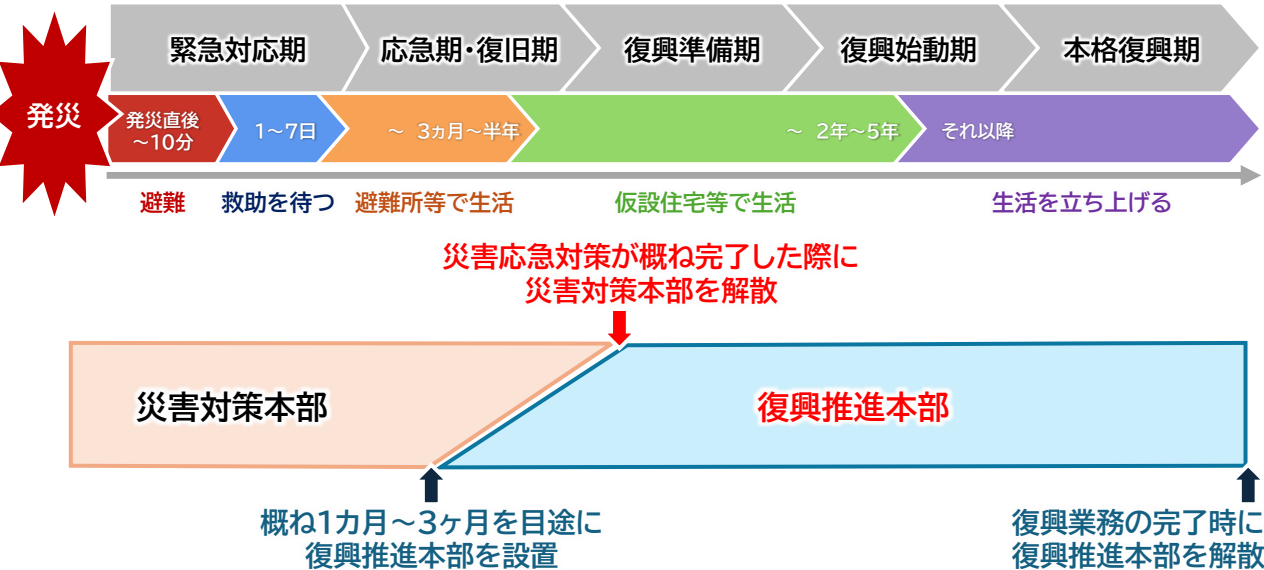 発災
緊急対応期
応急期・復旧期
復興準備期
復興始動期
本格復興期
発災直後
～10分
1～7日
～ 3ヵ月～半年
～ 2年～5年
それ以降
避難
救助を待つ
避難所等で生活
仮設住宅等で生活
生活を立ち上げる
災害応急対策が概ね完了した際に
災害対策本部を解散
災害対策本部
復興推進本部
概ね1カ月～3ヶ月を目途に
復興推進本部を設置
復興業務の完了時に
復興推進本部を解散